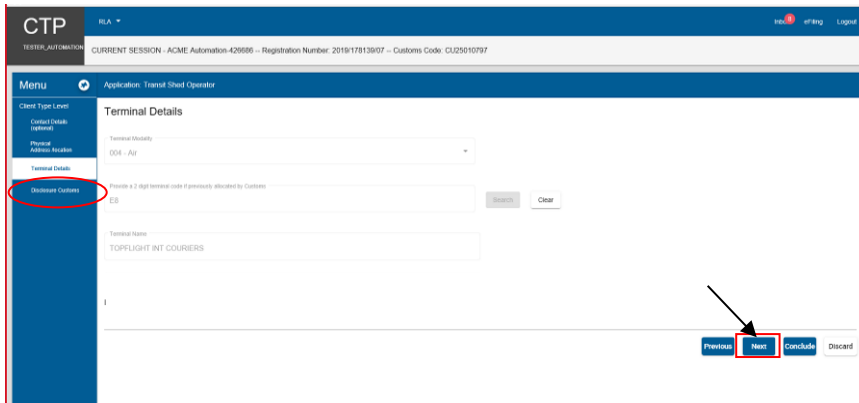 CTP
TESTER_AUTOMATION
RLA
8
eFiling
Logout
CURRENT SESSION - ACME Automation-426686 -- Registration Number: 2019/178139/07 -- Customs Code: CU25010797
Menu
Application: Transit Shed Operator
Client Type Level
Contact Details
(optional)
Physical
Address /location
Terminal Details
Disclosure Customs
Terminal Details
Terminal Modality
004 - Air
Provide a 2 digit terminal code if previously allocated by Customs
E6
Search
Clear
Terminal Name
TOPFLIGHT INT COURIERS
Previous
Next
Conclude
Discard